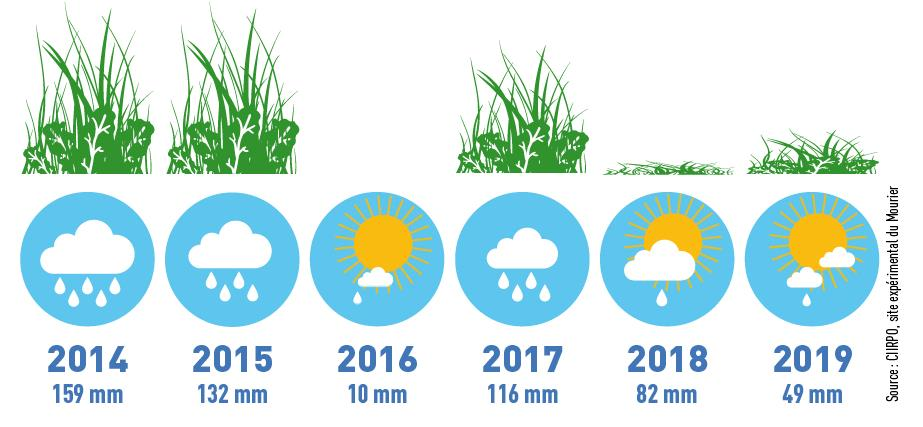 2014 2015 2016 2017 2018 2019
159 mm 132 mm 10 mm 116 mm 82 mm 49 mm
Source : CIIRPO, site expérimental du Mourier